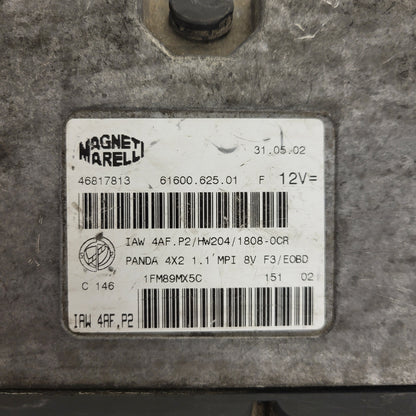 MAGNETI
MARELLI
31.05.02
46817813 61600.625.01 F 12V=
IAW 4AF.P2/HW204/1808-0CR
PANDA 4X2 1.1 MPI 8V F3/EOBD
C 146 1FM89MX5C 151 02
IAW 4AF.P2